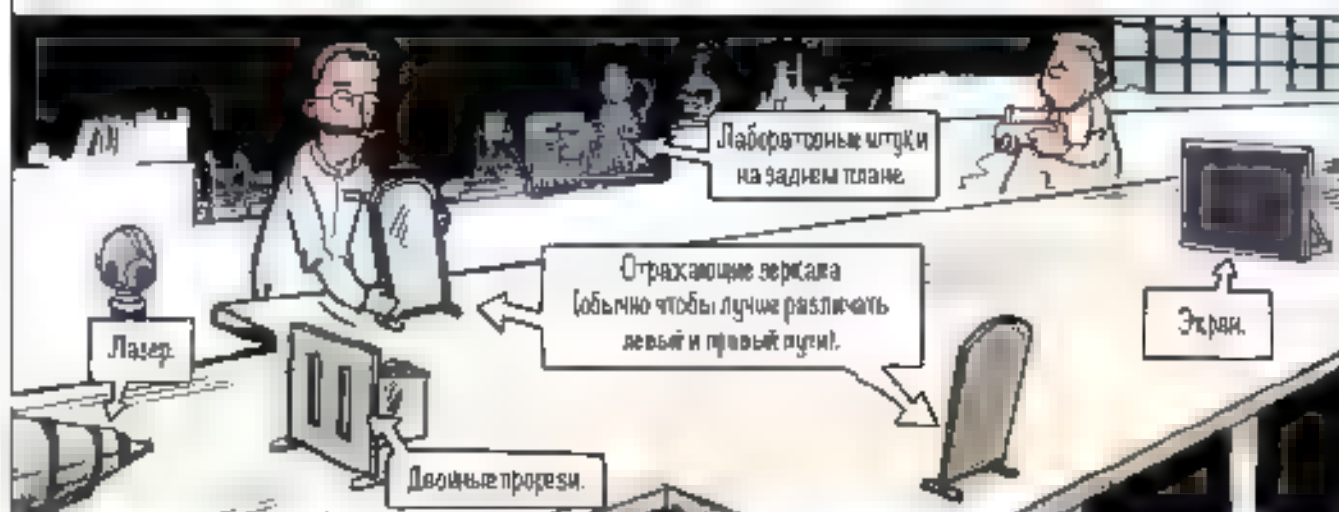 Лабораторные штуки
на заднем плане.
Отражающие зеркала
(обычно чтобы лучше различать
левый и правый пути).
Экран.
Лазер.
Двойные прорези.